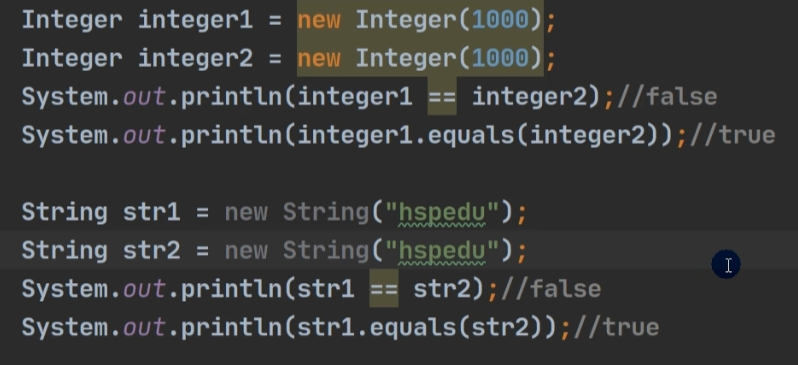 Integer integer1 = new Integer(1000);
Integer integer2 = new Integer(1000);
System.out.println(integer1 == integer2);//false
System.out.println(integer1.equals(integer2));//true
String str1 = new String("hspedu");
String str2 = new String("hspedu");
System.out.println(str1 == str2);//false
System.out.println(str1.equals(str2));//true